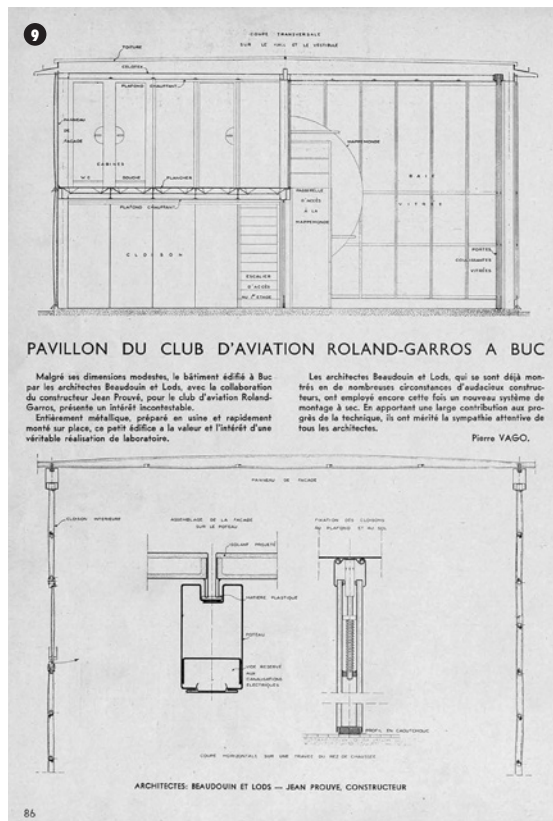 9
COUPE TRANSVERSALE
SUR LE HALL ET LE VESTIBULE
TOITURE
PLAFOND CHAUFFANT
PANNEAU
DE
FAÇADE
CABINES
MAPPEMONDE
W.C.
DOUCHE
PLANCHER
BAIE
VITRÉE
PLAFOND CHAUFFANT
PASSERELLE
D'ACCÈS
À LA
MAPPEMONDE
CLOISON
ESCALIER
D'ACCÈS
AU 1er ETAGE
PORTES
COULISSANTES
VITRÉES
PAVILLON DU CLUB D'AVIATION ROLAND-GARROS A BUC
Malgré ses dimensions modestes, le bâtiment édifié à Buc
par les architectes Beaudouin et Lods, avec la collaboration
du constructeur Jean Prouvé, pour le club d'aviation Roland-
Garros, présente un intérêt incontestable.
Entièrement métallique, préparé en usine et rapidement
monté sur place, ce petit édifice a la valeur et l'intérêt d'une
véritable réalisation de laboratoire.
Les architectes Beaudouin et Lods, qui se sont déjà mon-
trés en de nombreuses circonstances d'audacieux construc-
teurs, ont employé encore cette fois un nouveau système de
montage à sec. En apportant une large contribution aux pro-
grès de la technique, ils ont mérité la sympathie attentive de
tous les architectes.
Pierre VAGO.
PANNEAU DE FAÇADE
CLOISON INTERIEURE
ASSEMBLAGE DE LA FAÇADE
SUR LE POTEAU
ISOLANT PROJETÉ
MATIÈRE PLASTIQUE
POTEAU
VIDE RESERVÉ
AUX
CANALISATIONS
ELECTRIQUES
FIXATION DES CLOISONS
AU PLAFOND ET AU SOL
PROFIL EN CAOUTCHOUC
COUPE HORIZONTALE SUR UNE TRAVÉE DU REZ DE CHAUSSÉE
ARCHITECTES: BEAUDOUIN ET LODS — JEAN PROUVE, CONSTRUCTEUR
86